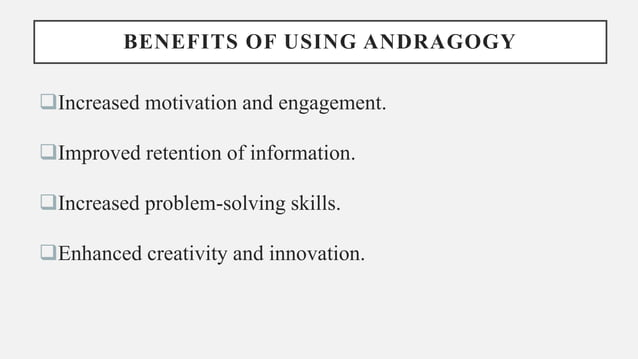 BENEFITS OF USING ANDRAGOGY
❑Increased motivation and engagement.
❑Improved retention of information.
❑Increased problem-solving skills.
❑Enhanced creativity and innovation.